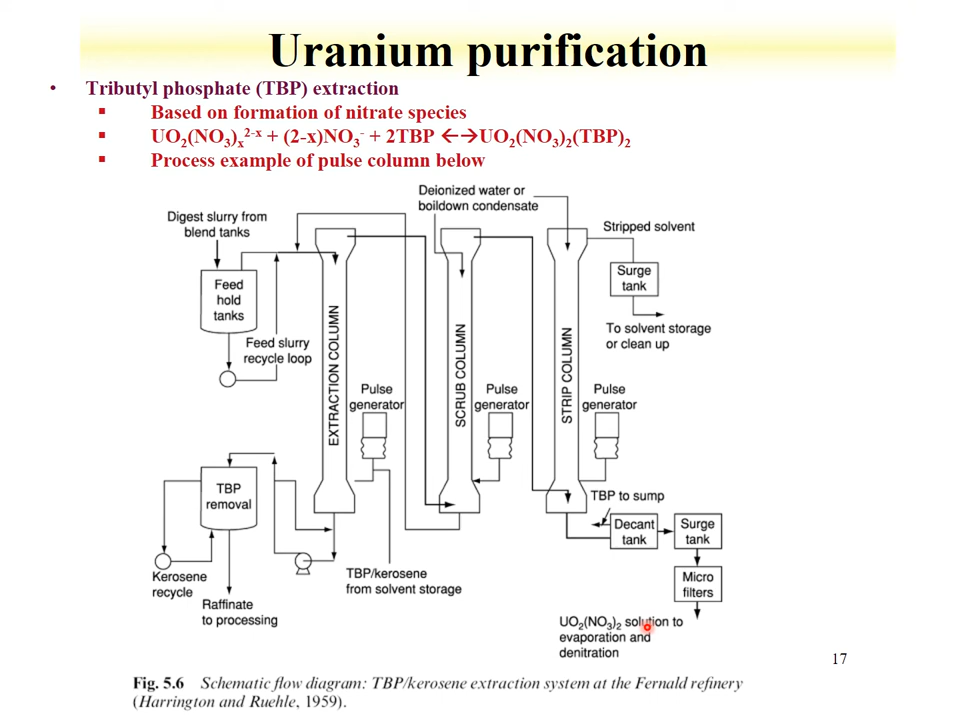 Uranium purification
• Tributyl phosphate (TBP) extraction
▪ Based on formation of nitrate species
▪ UO₂(NO₃)ₓ²⁻ˣ + (2-x)NO₃⁻ + 2TBP ←→UO₂(NO₃)₂(TBP)₂
▪ Process example of pulse column below
Deionized water or
boildown condensate
Digest slurry from
blend tanks
Stripped solvent
Feed
hold
tanks
Surge
tank
To solvent storage
or clean up
Feed slurry
recycle loop
EXTRACTION COLUMN
SCRUB COLUMN
STRIP COLUMN
Pulse
generator
Pulse
generator
Pulse
generator
TBP
removal
TBP to sump
Decant
tank
Surge
tank
Kerosene
recycle
TBP/kerosene
from solvent storage
Micro
filters
Raffinate
to processing
UO₂(NO₃)₂ solution to
evaporation and
denitration
17
Fig. 5.6 Schematic flow diagram: TBP/kerosene extraction system at the Fernald refinery
(Harrington and Ruehle, 1959).